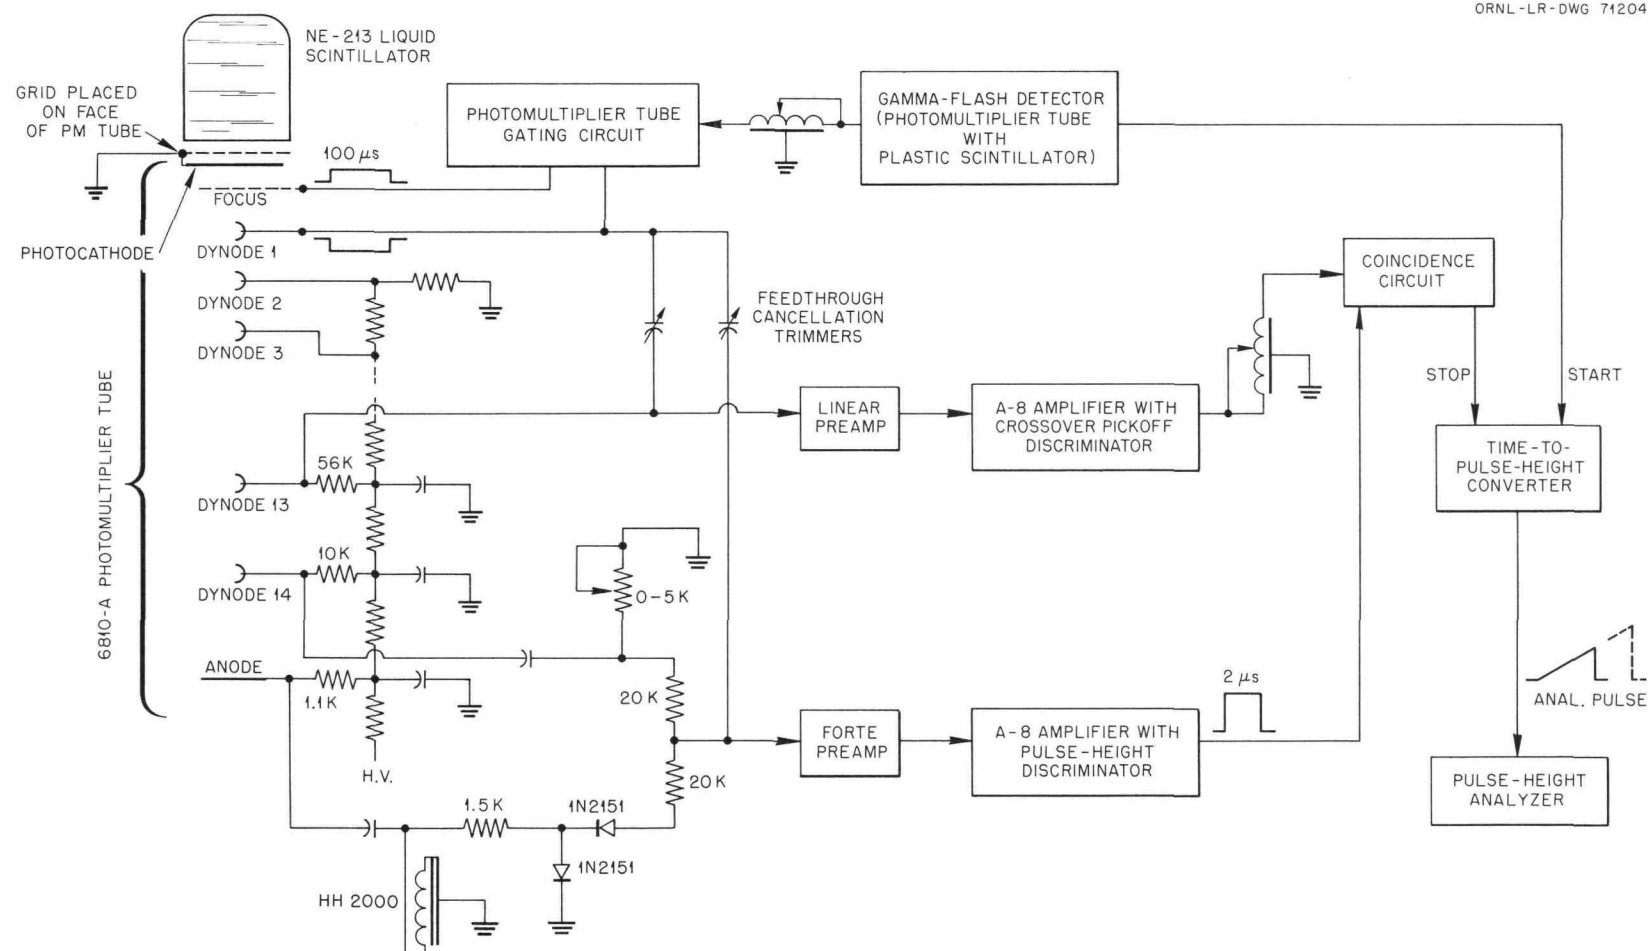 ORNL-LR-DWG 71204
NE-213 LIQUID
SCINTILLATOR
GRID PLACED
ON FACE
OF PM TUBE
100 μs
PHOTOMULTIPLIER TUBE
GATING CIRCUIT
GAMMA-FLASH DETECTOR
(PHOTOMULTIPLIER TUBE
WITH
PLASTIC SCINTILLATOR)
FOCUS
PHOTOCATHODE
DYNODE 1
DYNODE 2
DYNODE 3
FEEDTHROUGH
CANCELLATION
TRIMMERS
COINCIDENCE
CIRCUIT
STOP
START
6810-A PHOTOMULTIPLIER TUBE
LINEAR
PREAMP
A-8 AMPLIFIER WITH
CROSSOVER PICKOFF
DISCRIMINATOR
TIME-TO-
PULSE-HEIGHT
CONVERTER
56K
DYNODE 13
10K
DYNODE 14
0-5K
ANODE
1.1K
20K
2 μs
ANAL. PULSE
FORTE
PREAMP
A-8 AMPLIFIER WITH
PULSE-HEIGHT
DISCRIMINATOR
H.V.
20K
PULSE-HEIGHT
ANALYZER
1.5K
1N2151
1N2151
HH 2000